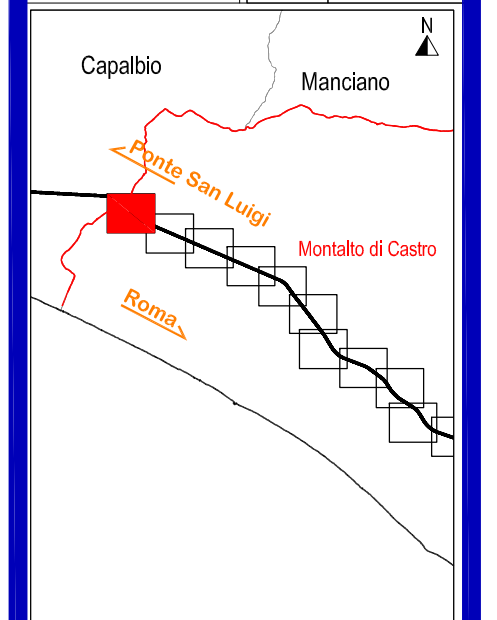 N
Capalbio
Manciano
Ponte San Luigi
Montalto di Castro
Roma